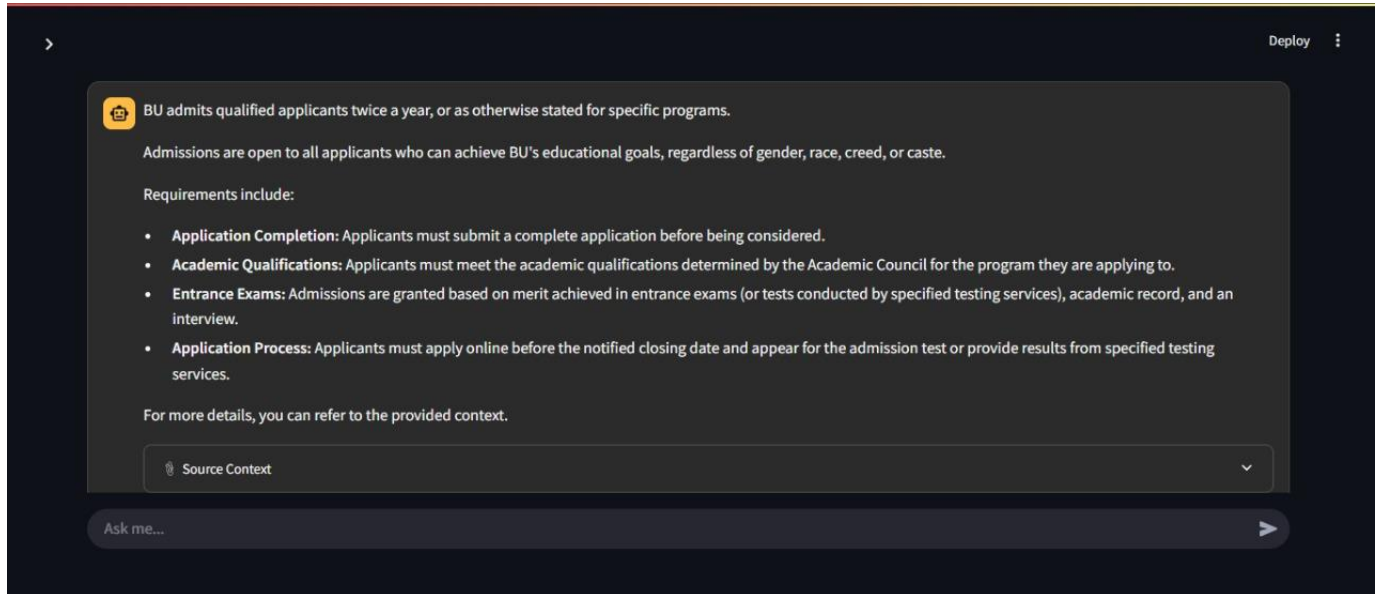 Deploy
BU admits qualified applicants twice a year, or as otherwise stated for specific programs.
Admissions are open to all applicants who can achieve BU's educational goals, regardless of gender, race, creed, or caste.
Requirements include:
• Application Completion: Applicants must submit a complete application before being considered.
• Academic Qualifications: Applicants must meet the academic qualifications determined by the Academic Council for the program they are applying to.
• Entrance Exams: Admissions are granted based on merit achieved in entrance exams (or tests conducted by specified testing services), academic record, and an
interview.
• Application Process: Applicants must apply online before the notified closing date and appear for the admission test or provide results from specified testing
services.
For more details, you can refer to the provided context.
Source Context
Ask me...